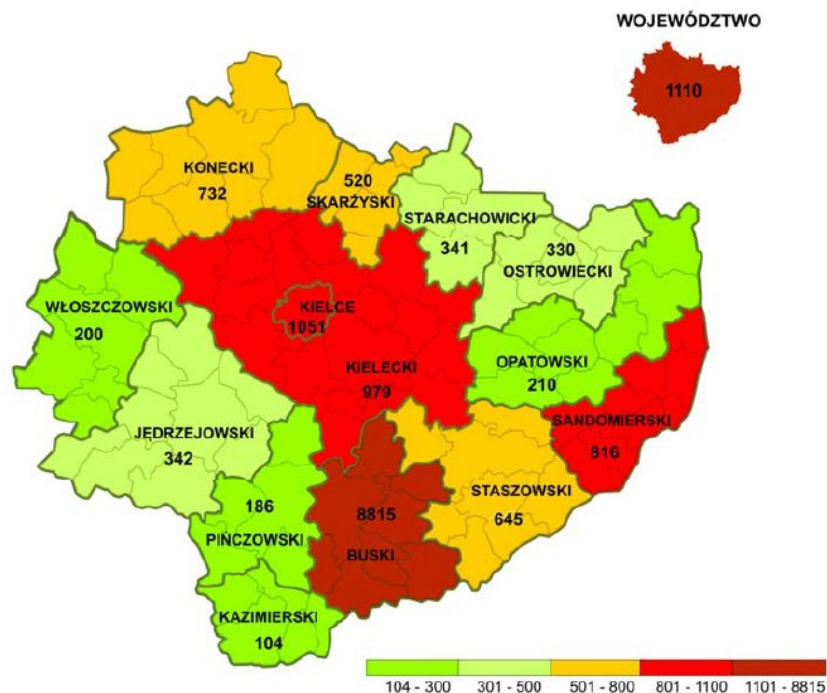 WOJEWÓDZTWO
1110
KONECKI
732
520
SKARŻYSKI
STARACHOWICKI
341
330
OSTROWIECKI
WŁOSZCZOWSKI
200
KIELCE
1051
KIELECKI
979
OPATOWSKI
210
SANDOMIERSKI
816
JĘDRZEJOWSKI
342
STASZOWSKI
645
186
PIŃCZOWSKI
8815
BUSKI
KAZIMIERSKI
104
104 - 300 301 - 500 501 - 800 801 - 1100 1101 - 8815